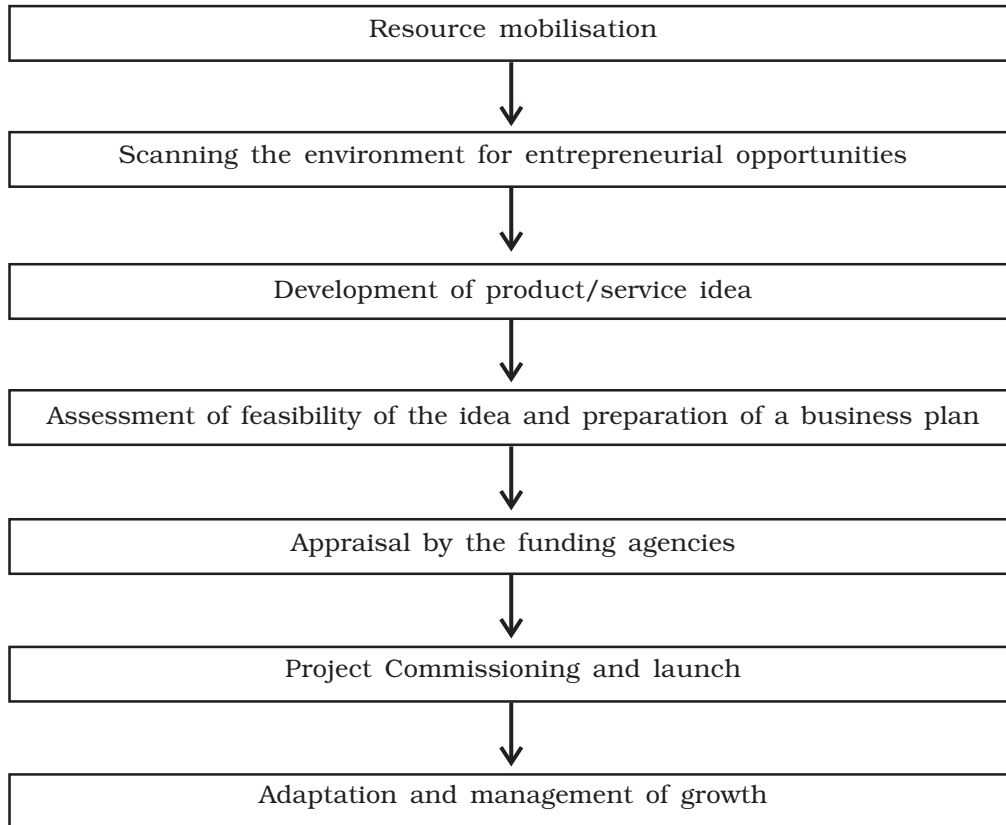 Resource mobilisation
Scanning the environment for entrepreneurial opportunities
Development of product/service idea
Assessment of feasibility of the idea and preparation of a business plan
Appraisal by the funding agencies
Project Commissioning and launch
Adaptation and management of growth